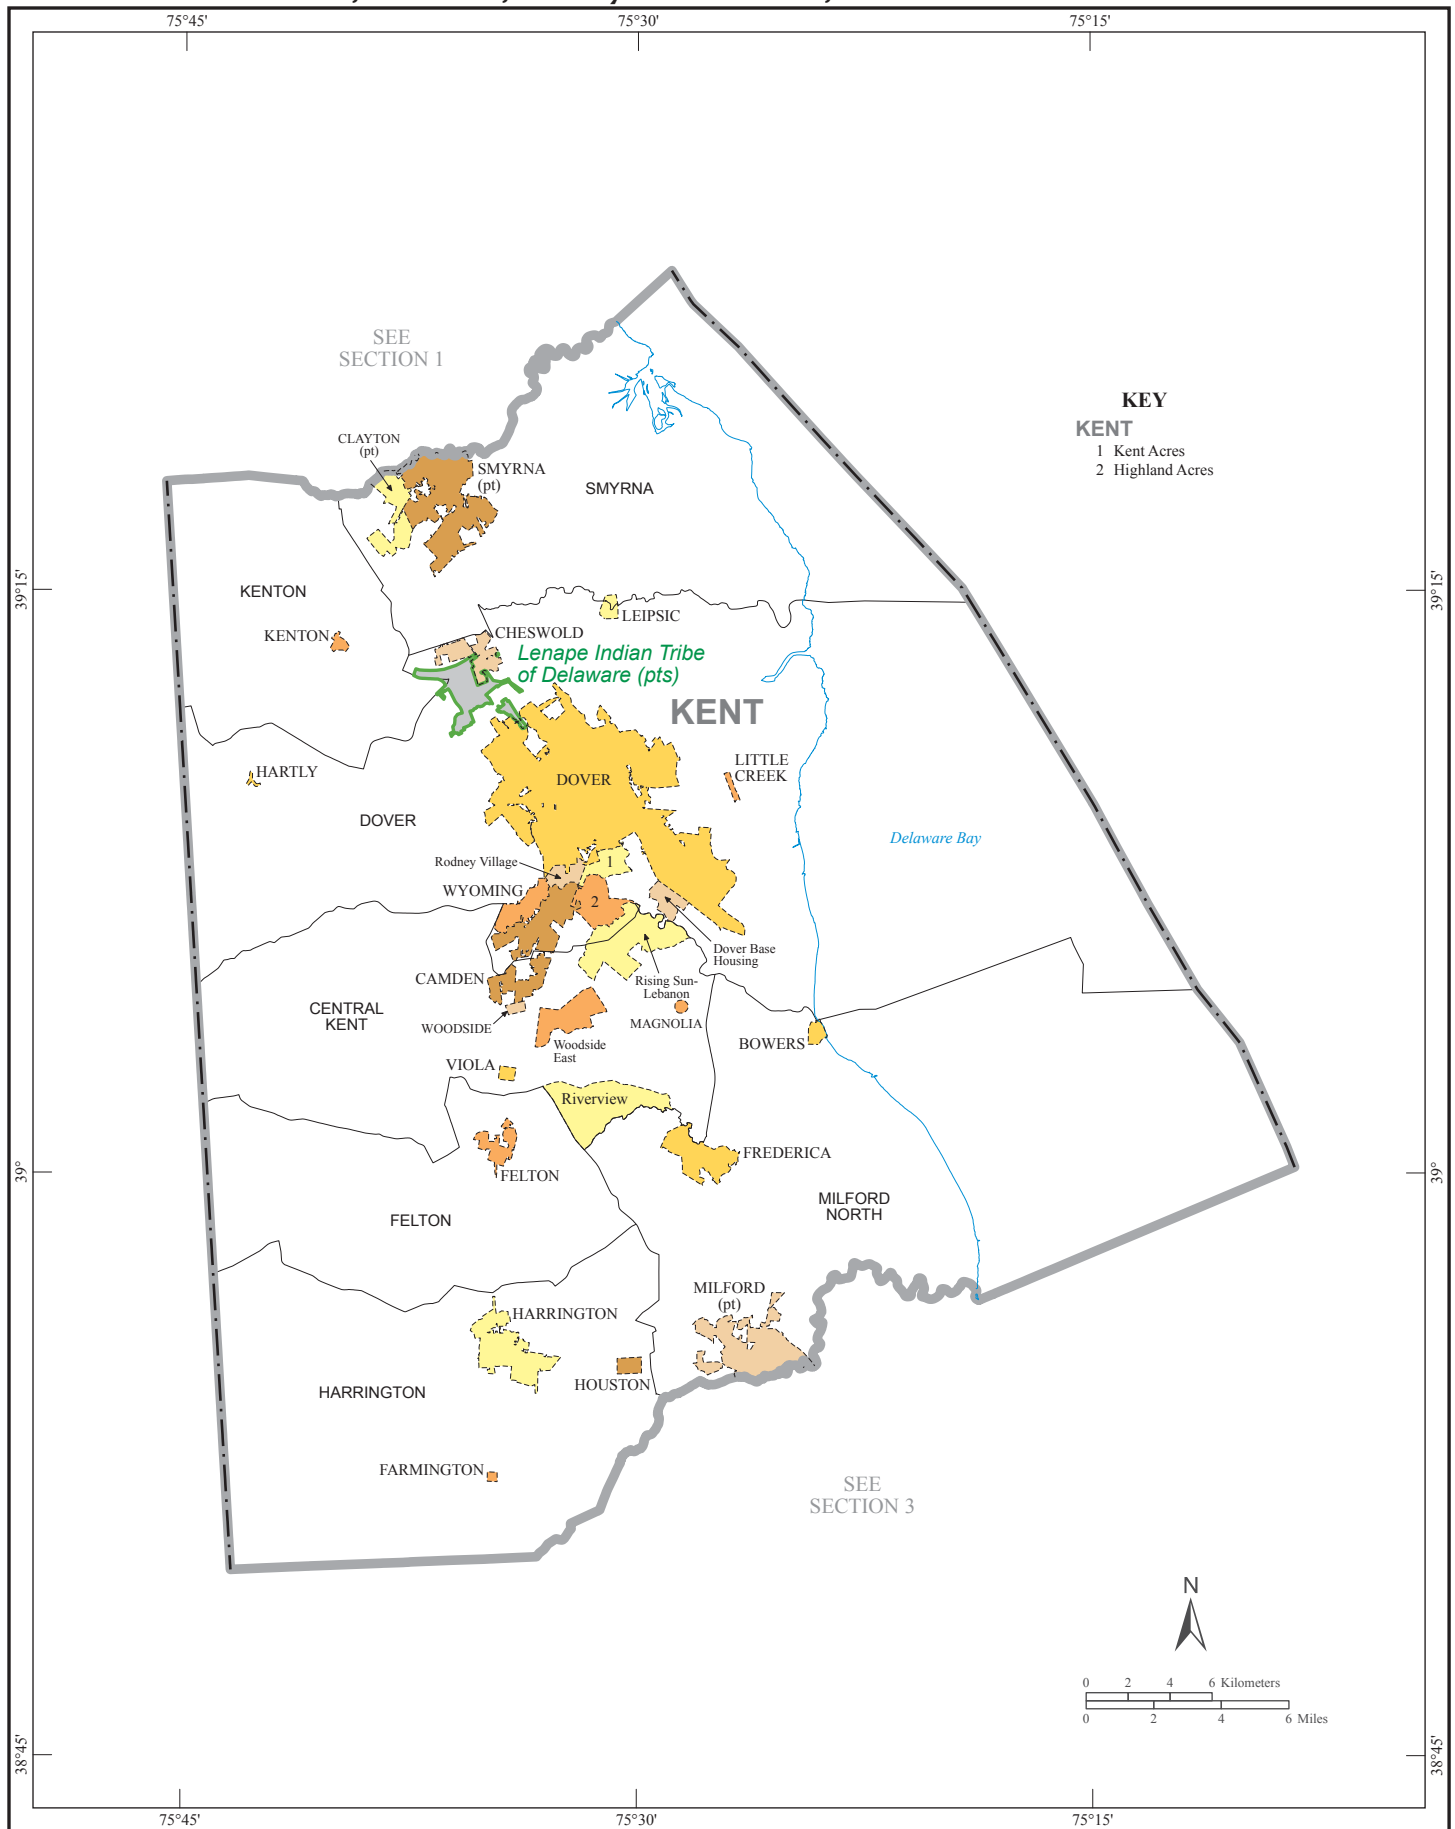 75°45'
75°30'
75°15'
SEE
SECTION 1
KEY
KENT
1 Kent Acres
2 Highland Acres
CLAYTON
(pt)
SMYRNA
(pt)
SMYRNA
39°15'
39°15'
KENTON
KENTON
LEIPSIC
CHESWOLD
Lenape Indian Tribe
of Delaware (pts)
KENT
HARTLY
DOVER
LITTLE
CREEK
DOVER
Delaware Bay
Rodney Village
1
WYOMING
2
Dover Base
Housing
CAMDEN
Rising Sun-
Lebanon
CENTRAL
KENT
WOODSIDE
MAGNOLIA
Woodside
East
BOWERS
VIOLA
Riverview
FREDERICA
39°
39°
FELTON
MILFORD
NORTH
FELTON
MILFORD
(pt)
HARRINGTON
HOUSTON
HARRINGTON
FARMINGTON
SEE
SECTION 3
N
0 2 4 6 Kilometers
0 2 4 6 Miles
38°45'
38°45'
75°45'
75°30'
75°15'